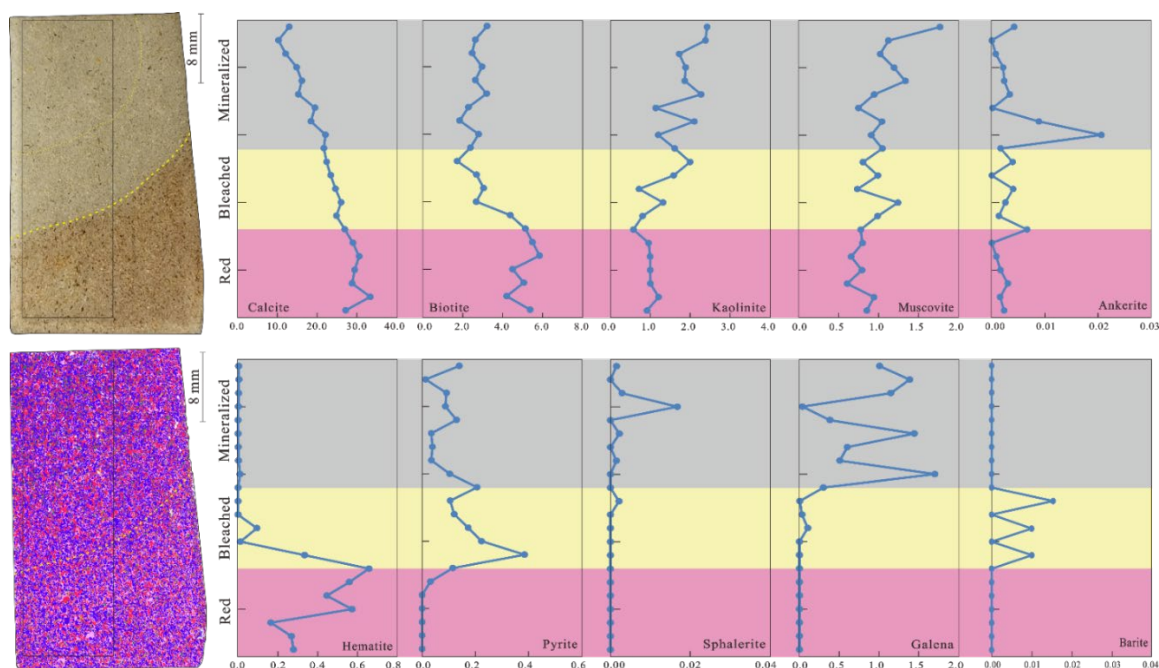 8 mm
Mineralized
Bleached
Red
Calcite
Biotite
Kaolinite
Muscovite
Ankerite
0.0 10.0 20.0 30.0 40.0
0.0 2.0 4.0 6.0 8.0
0.0 1.0 2.0 3.0 4.0
0.0 0.5 1.0 1.5 2.0
0.00 0.01 0.02 0.03
8 mm
Mineralized
Bleached
Red
Hematite
Pyrite
Sphalerite
Galena
Barite
0.0 0.2 0.4 0.6 0.8
0.0 0.2 0.4 0.6
0.00 0.02 0.04
0.0 0.5 1.0 1.5 2.0
0.00 0.01 0.02 0.03 0.04